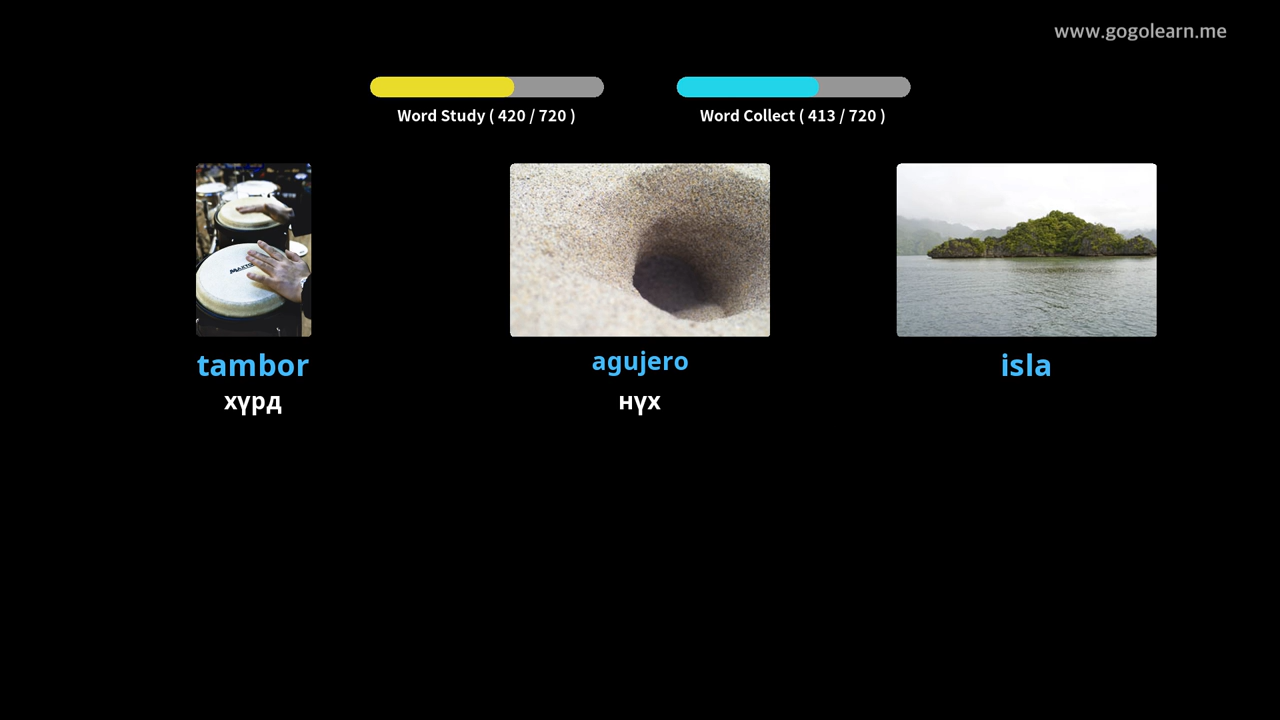 www.gogolearn.me
Word Study ( 420 / 720 )
Word Collect ( 413 / 720 )
tambor
хүрд
agujero
нүх
isla